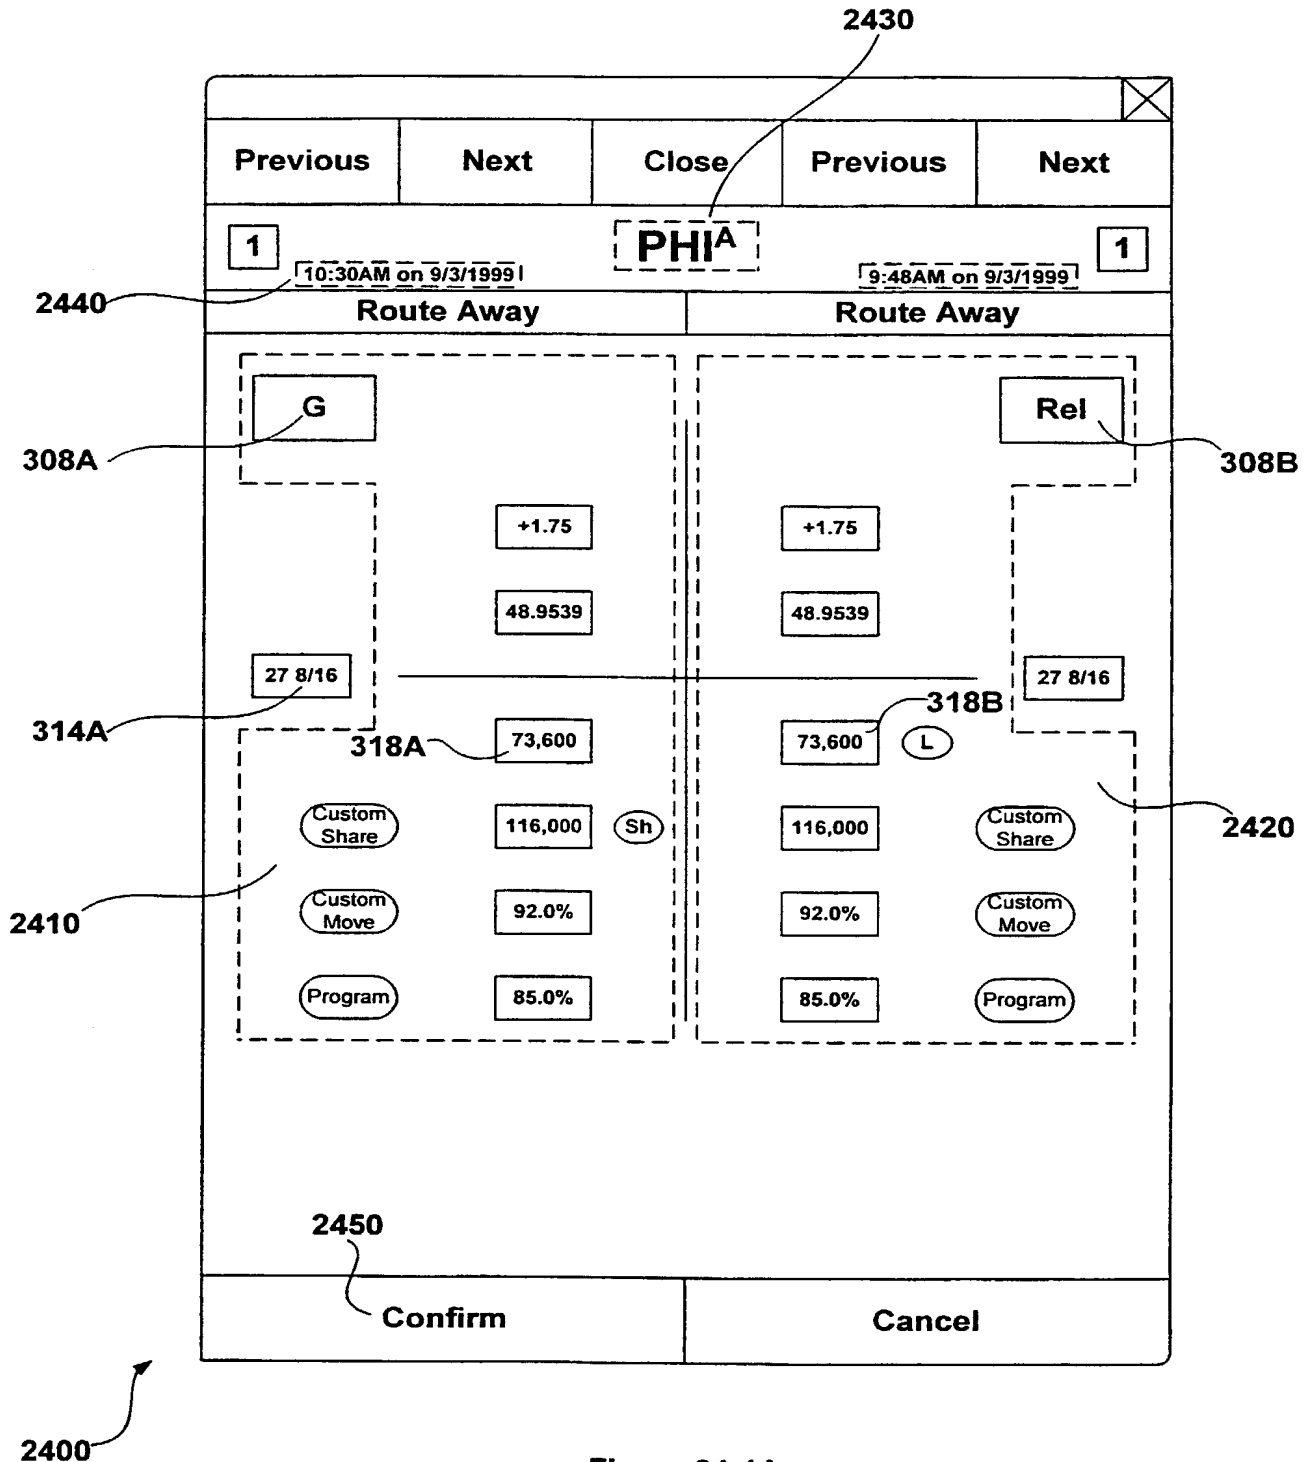 2430
Previous Next Close Previous Next
1 PHIA 1
10:30AM on 9/3/1999 9:48AM on 9/3/1999
2440
Route Away Route Away
G Rel
308A 308B
+1.75 +1.75
48.9539 48.9539
27 8/16 27 8/16
314A 318B
318A 73,600 73,600 L
Custom Share 116,000 Sh 116,000 Custom Share
2420
2410
Custom Move 92.0% 92.0% Custom Move
Program 85.0% 85.0% Program
2450
Confirm Cancel
2400